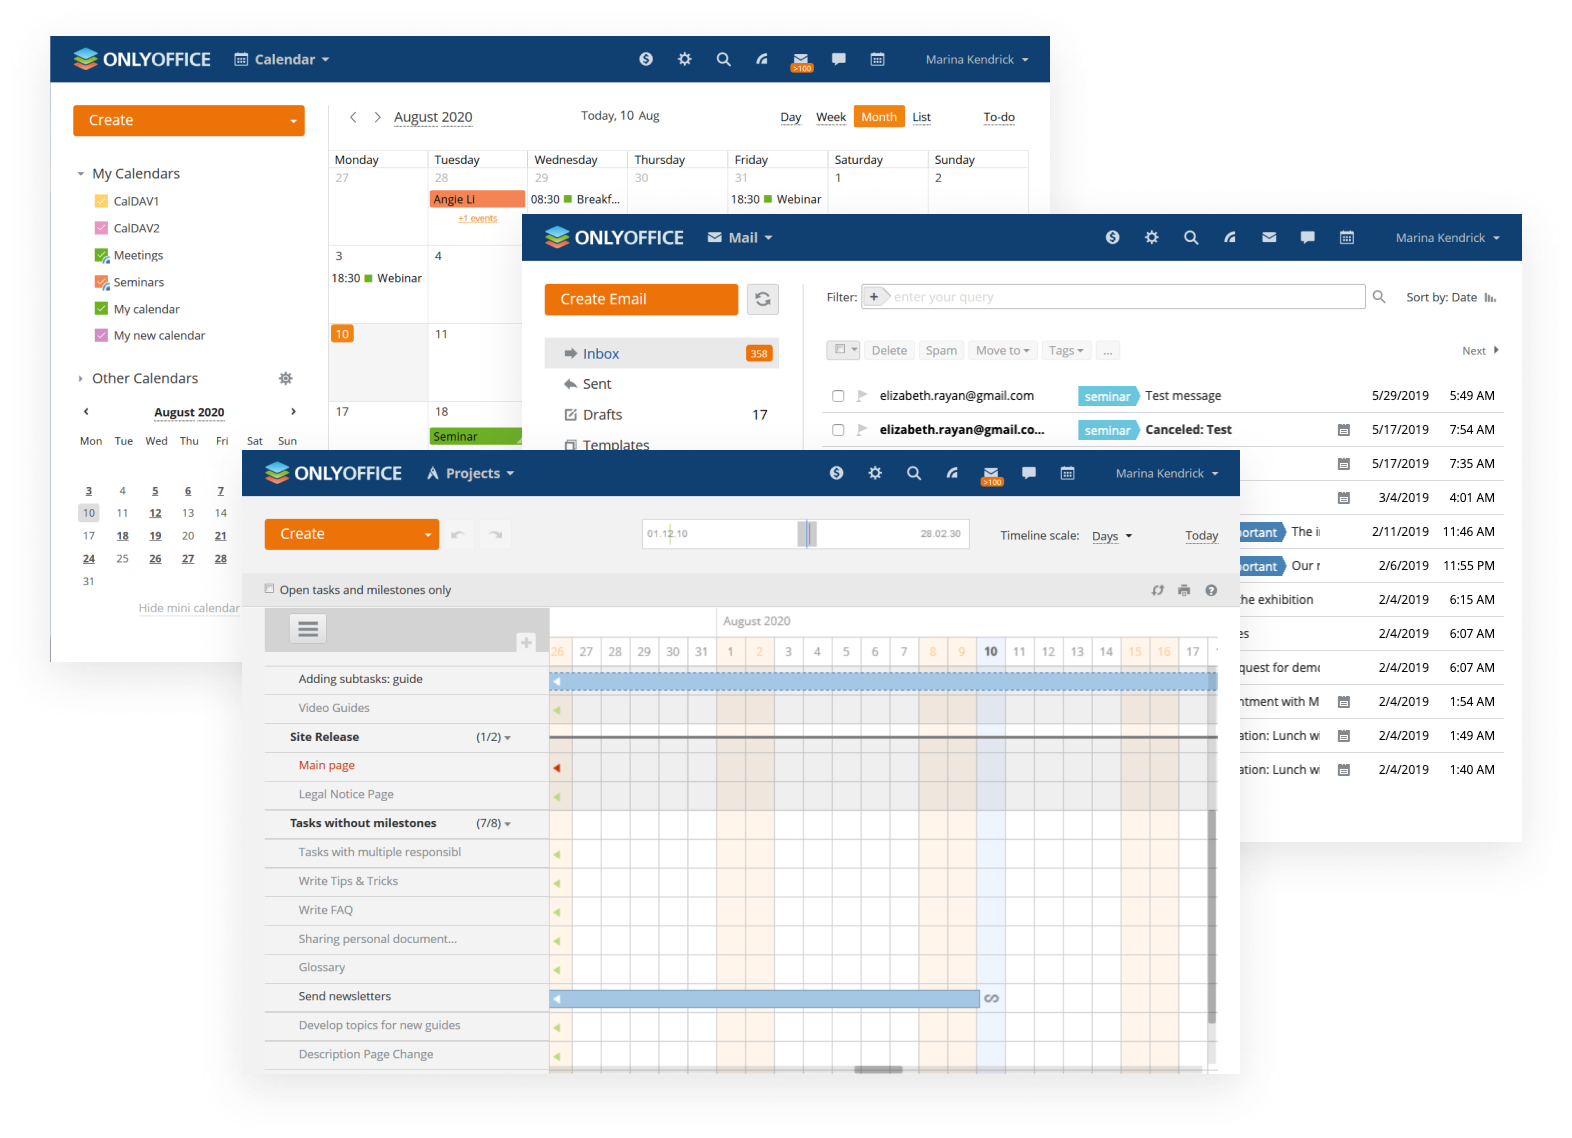 ONLYOFFICE Calendar >100 Marina Kendrick
Create
August 2020 Today, 10 Aug Day Week Month List To-do
My Calendars
CalDAV1
CalDAV2
Meetings
Seminars
My calendar
My new calendar
Other Calendars
August 2020
Mon Tue Wed Thu Fri Sat Sun
3 4 5 6 7
10 11 12 13 14
17 18 19 20 21
24 25 26 27 28
31
Hide mini calendar
Monday Tuesday Wednesday Thursday Friday Saturday Sunday
27 28 29 30 31 1 2
Angie Li 08:30 Breakf... 18:30 Webinar
+1 events
3 4
18:30 Webinar
10 11
17 18
Seminar
ONLYOFFICE Mail Marina Kendrick
Create Email
Filter: + enter your query Sort by: Date
Inbox 358
Sent
Drafts 17
Templates
Delete Spam Move to Tags ... Next
elizabeth.rayan@gmail.com seminar Test message 5/29/2019 5:49 AM
elizabeth.rayan@gmail.co... seminar Canceled: Test 5/17/2019 7:54 AM
5/17/2019 7:35 AM
3/4/2019 4:01 AM
ortant The i 2/11/2019 11:46 AM
portant Our r 2/6/2019 11:55 PM
he exhibition 2/4/2019 6:15 AM
es 2/4/2019 6:07 AM
quest for demo 2/4/2019 6:07 AM
ntment with M 2/4/2019 1:54 AM
ation: Lunch wi 2/4/2019 1:49 AM
ation: Lunch wi 2/4/2019 1:40 AM
ONLYOFFICE Projects >100 Marina Kendrick
Create 01.12.10 28.02.30 Timeline scale: Days Today
Open tasks and milestones only
August 2020
26 27 28 29 30 31 1 2 3 4 5 6 7 8 9 10 11 12 13 14 15 16 17
Adding subtasks: guide
Video Guides
Site Release (1/2)
Main page
Legal Notice Page
Tasks without milestones (7/8)
Tasks with multiple responsibl
Write Tips & Tricks
Write FAQ
Sharing personal document...
Glossary
Send newsletters
Develop topics for new guides
Description Page Change